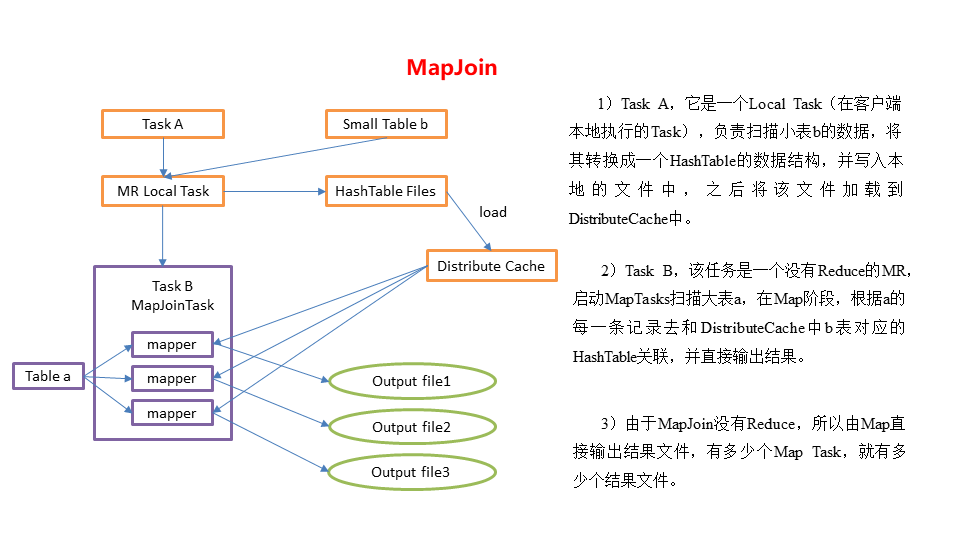 MapJoin
Task A
Small Table b
MR Local Task
HashTable Files
load
Distribute Cache
Task B
MapJoinTask
mapper
mapper
mapper
Table a
Output file1
Output file2
Output file3
1）Task A，它是一个Local Task（在客户端
本地执行的Task），负责扫描小表b的数据，将
其转换成一个HashTable的数据结构，并写入本
地的文件中，之后将该文件加载到
DistributeCache中。
2）Task B，该任务是一个没有Reduce的MR，
启动MapTasks扫描大表a，在Map阶段，根据a的
每一条记录去和DistributeCache中b表对应的
HashTable关联，并直接输出结果。
3）由于MapJoin没有Reduce，所以由Map直
接输出结果文件，有多少个Map Task，就有多
少个结果文件。